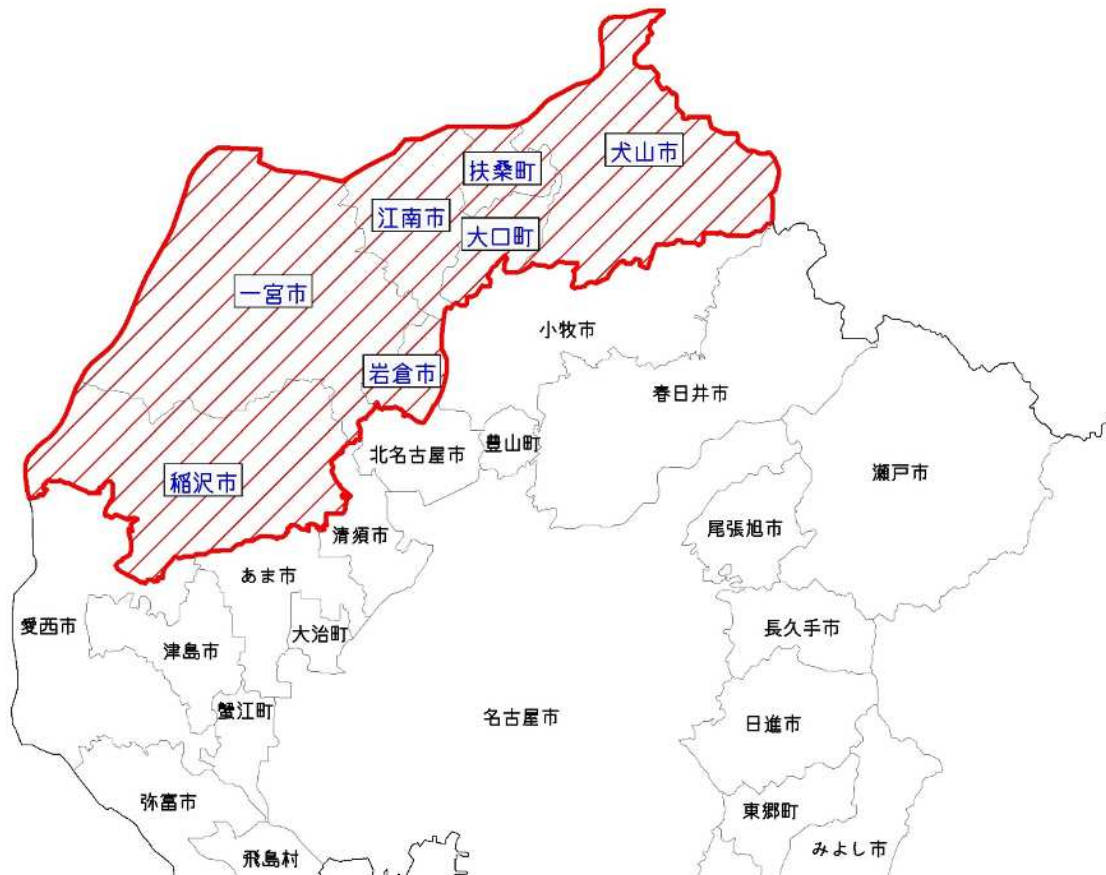 犬山市
扶桑町
江南市
大口町
一宮市
小牧市
岩倉市
春日井市
豊山町
北名古屋市
瀬戸市
稲沢市
尾張旭市
清須市
あま市
愛西市
大治町
長久手市
津島市
蟹江町
名古屋市
日進市
弥富市
東郷町
みよし市
飛島村